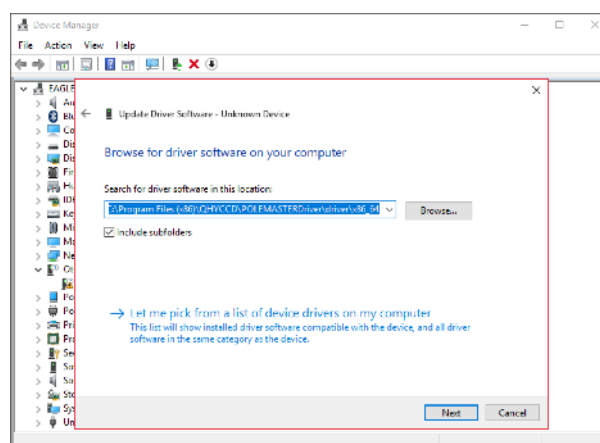 Device Manager
File Action View Help
EAGLE
Update Driver Software - Unknown Device
Browse for driver software on your computer
Search for driver software in this location:
:\Program Files (x86)\QHYCCD\POLEMASTERDriver\driver\x86_64
Browse...
Include subfolders
Let me pick from a list of device drivers on my computer
This list will show installed driver software compatible with the device, and all driver
software in the same category as the device.
Next Cancel